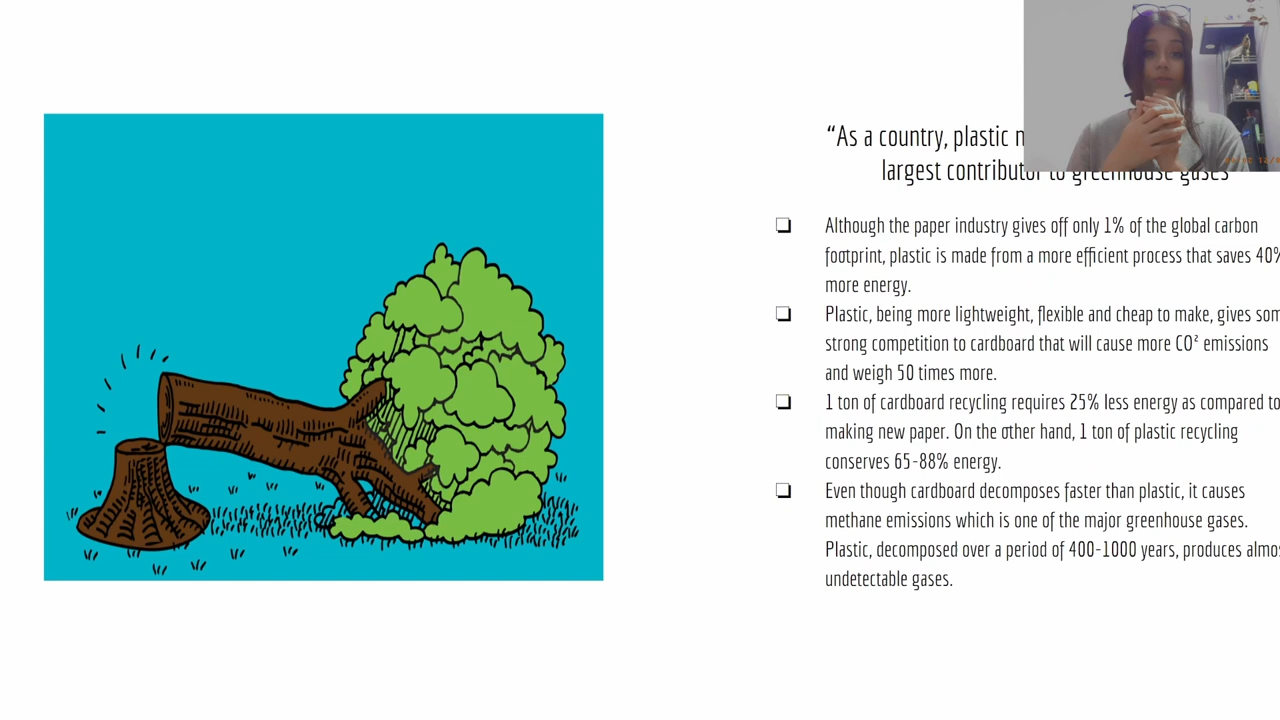 “As a country, plastic
largest contributor to greenhouse gases
❏ Although the paper industry gives off only 1% of the global carbon
footprint, plastic is made from a more efficient process that saves 40%
more energy.
❏ Plastic, being more lightweight, flexible and cheap to make, gives
strong competition to cardboard that will cause more CO² emissions
and weigh 50 times more.
❏ 1 ton of cardboard recycling requires 25% less energy as compared to
making new paper. On the other hand, 1 ton of plastic recycling
conserves 65-88% energy.
❏ Even though cardboard decomposes faster than plastic, it causes
methane emissions which is one of the major greenhouse gases.
Plastic, decomposed over a period of 400-1000 years, produces
undetectable gases.